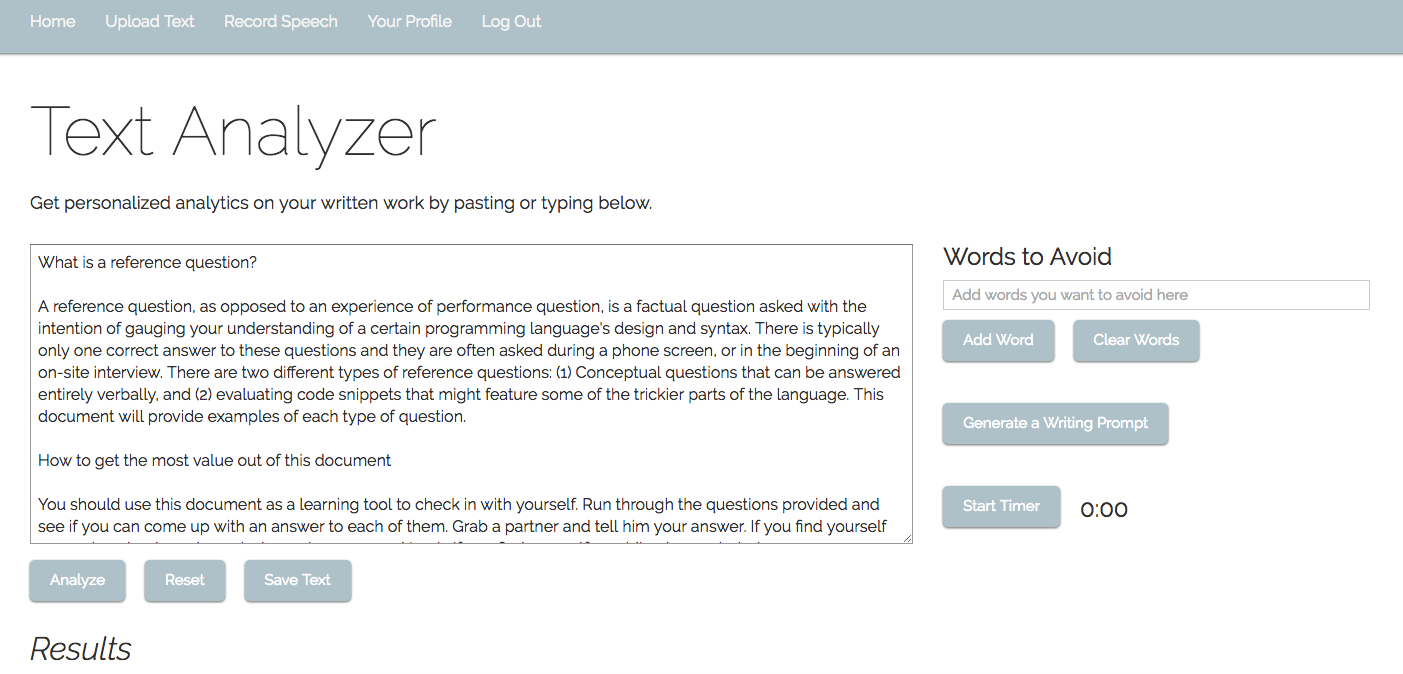 Home Upload Text Record Speech Your Profile Log Out
Text Analyzer
Get personalized analytics on your written work by pasting or typing below.
What is a reference question?
A reference question, as opposed to an experience of performance question, is a factual question asked with the
intention of gauging your understanding of a certain programming language's design and syntax. There is typically
only one correct answer to these questions and they are often asked during a phone screen, or in the beginning of an
on-site interview. There are two different types of reference questions: (1) Conceptual questions that can be answered
entirely verbally, and (2) evaluating code snippets that might feature some of the trickier parts of the language. This
document will provide examples of each type of question.
How to get the most value out of this document
You should use this document as a learning tool to check in with yourself. Run through the questions provided and
see if you can come up with an answer to each of them. Grab a partner and tell him your answer. If you find yourself
Analyze Reset Save Text
Words to Avoid
Add words you want to avoid here
Add Word Clear Words
Generate a Writing Prompt
Start Timer 0:00
Results